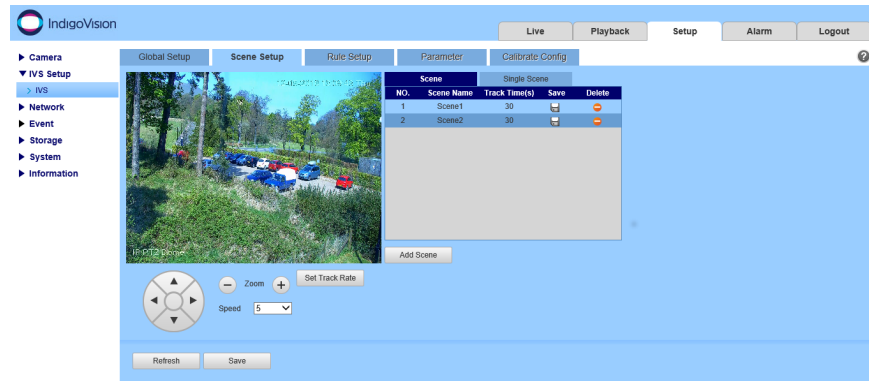 IndigoVision
Live Playback Setup Alarm Logout
Camera
IVS Setup
> IVS
Network
Event
Storage
System
Information
Global Setup Scene Setup Rule Setup Parameter Calibrate Config
?
IP PTZ Dome
Scene Single Scene
NO. Scene Name Track Time(s) Save Delete
1 Scene1 30
2 Scene2 30
Add Scene
Zoom
Set Track Rate
Speed 5
Refresh Save